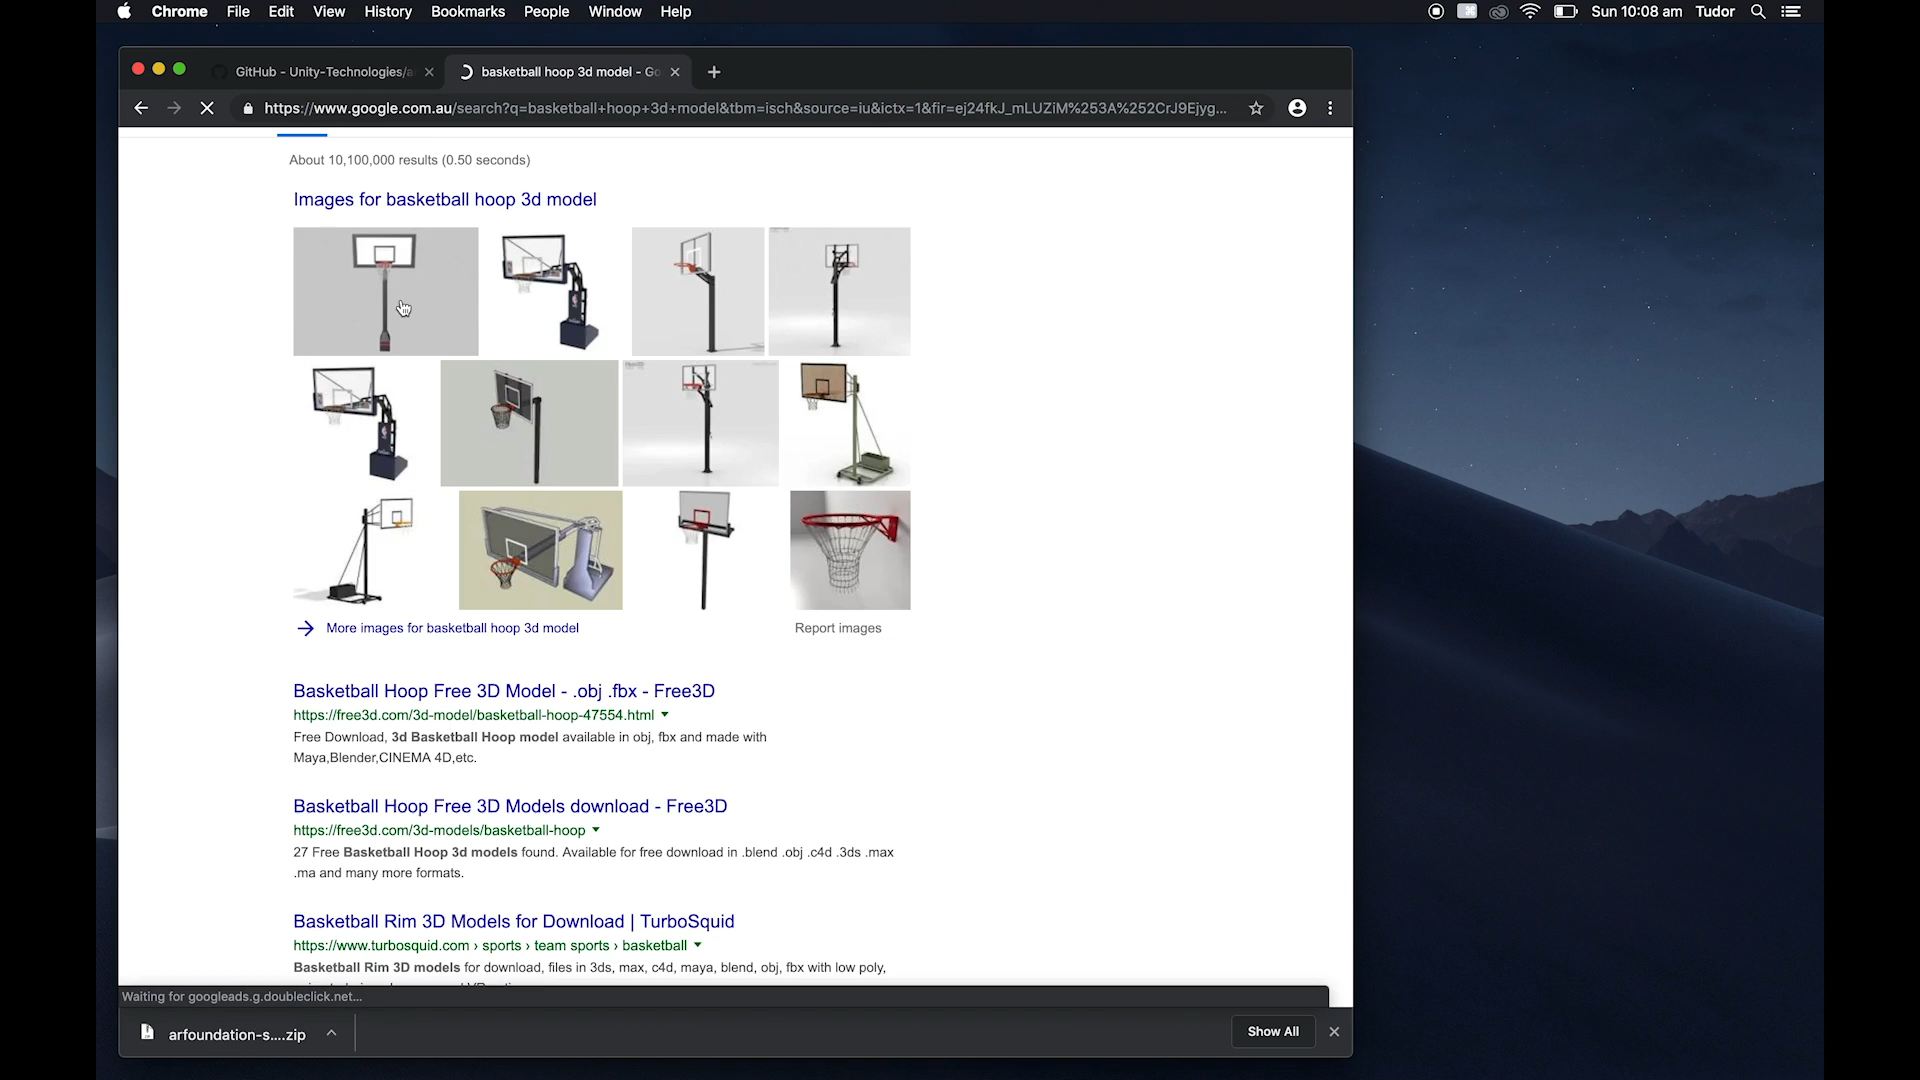 Chrome File Edit View History Bookmarks People Window Help
Sun 10:08 am Tudor
GitHub - Unity-Technologies/a
basketball hoop 3d model - Go
https://www.google.com.au/search?q=basketball+hoop+3d+model&tbm=isch&source=iu&ictx=1&fir=ej24fkJ_mLUZiM%253A%252CrJ9Ejyg...
About 10,100,000 results (0.50 seconds)
Images for basketball hoop 3d model
More images for basketball hoop 3d model
Report images
Basketball Hoop Free 3D Model - .obj .fbx - Free3D
https://free3d.com/3d-model/basketball-hoop-47554.html
Free Download, 3d Basketball Hoop model available in obj, fbx and made with
Maya,Blender,CINEMA 4D,etc.
Basketball Hoop Free 3D Models download - Free3D
https://free3d.com/3d-models/basketball-hoop
27 Free Basketball Hoop 3d models found. Available for free download in .blend .obj .c4d .3ds .max
.ma and many more formats.
Basketball Rim 3D Models for Download | TurboSquid
https://www.turbosquid.com › sports › team sports › basketball
Basketball Rim 3D models for download, files in 3ds, max, c4d, maya, blend, obj, fbx with low poly,
Waiting for googleads.g.doubleclick.net...
arfoundation-s....zip
Show All